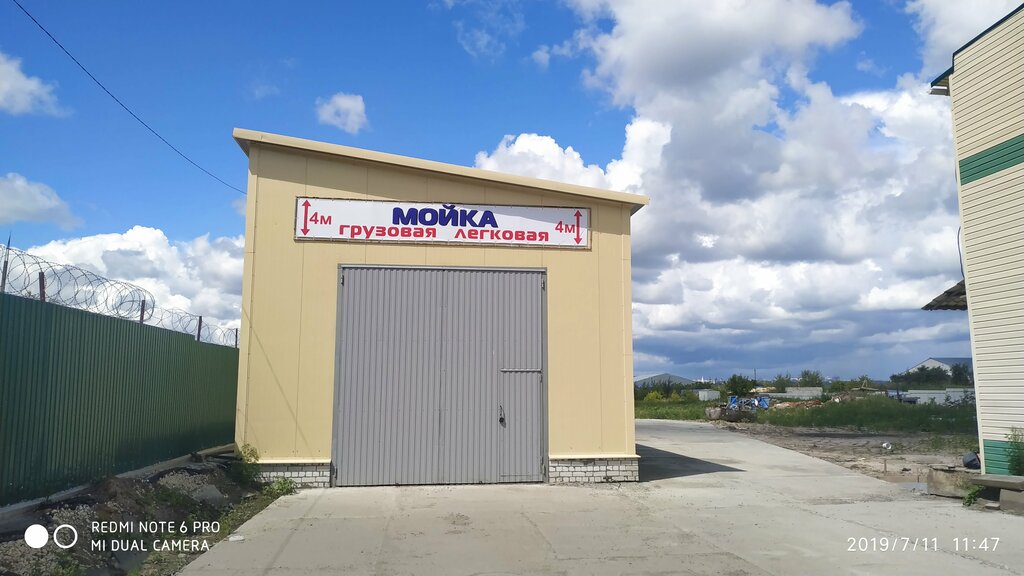 4м МОЙКА 4м
грузовая легковая
REDMI NOTE 6 PRO
MI DUAL CAMERA
2019/7/11 11:47